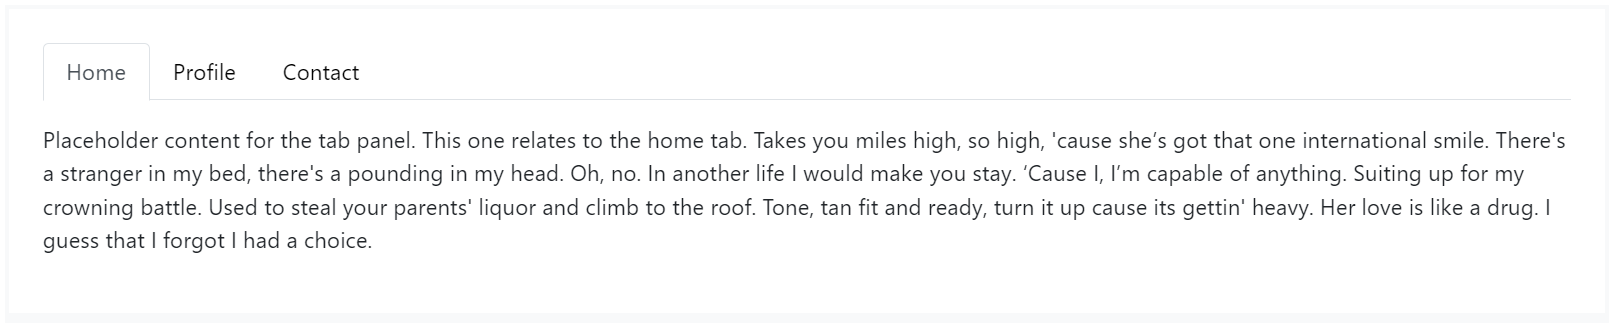 Home Profile Contact
Placeholder content for the tab panel. This one relates to the home tab. Takes you miles high, so high, 'cause she’s got that one international smile. There's
a stranger in my bed, there's a pounding in my head. Oh, no. In another life I would make you stay. ‘Cause I, I’m capable of anything. Suiting up for my
crowning battle. Used to steal your parents' liquor and climb to the roof. Tone, tan fit and ready, turn it up cause its gettin' heavy. Her love is like a drug. I
guess that I forgot I had a choice.